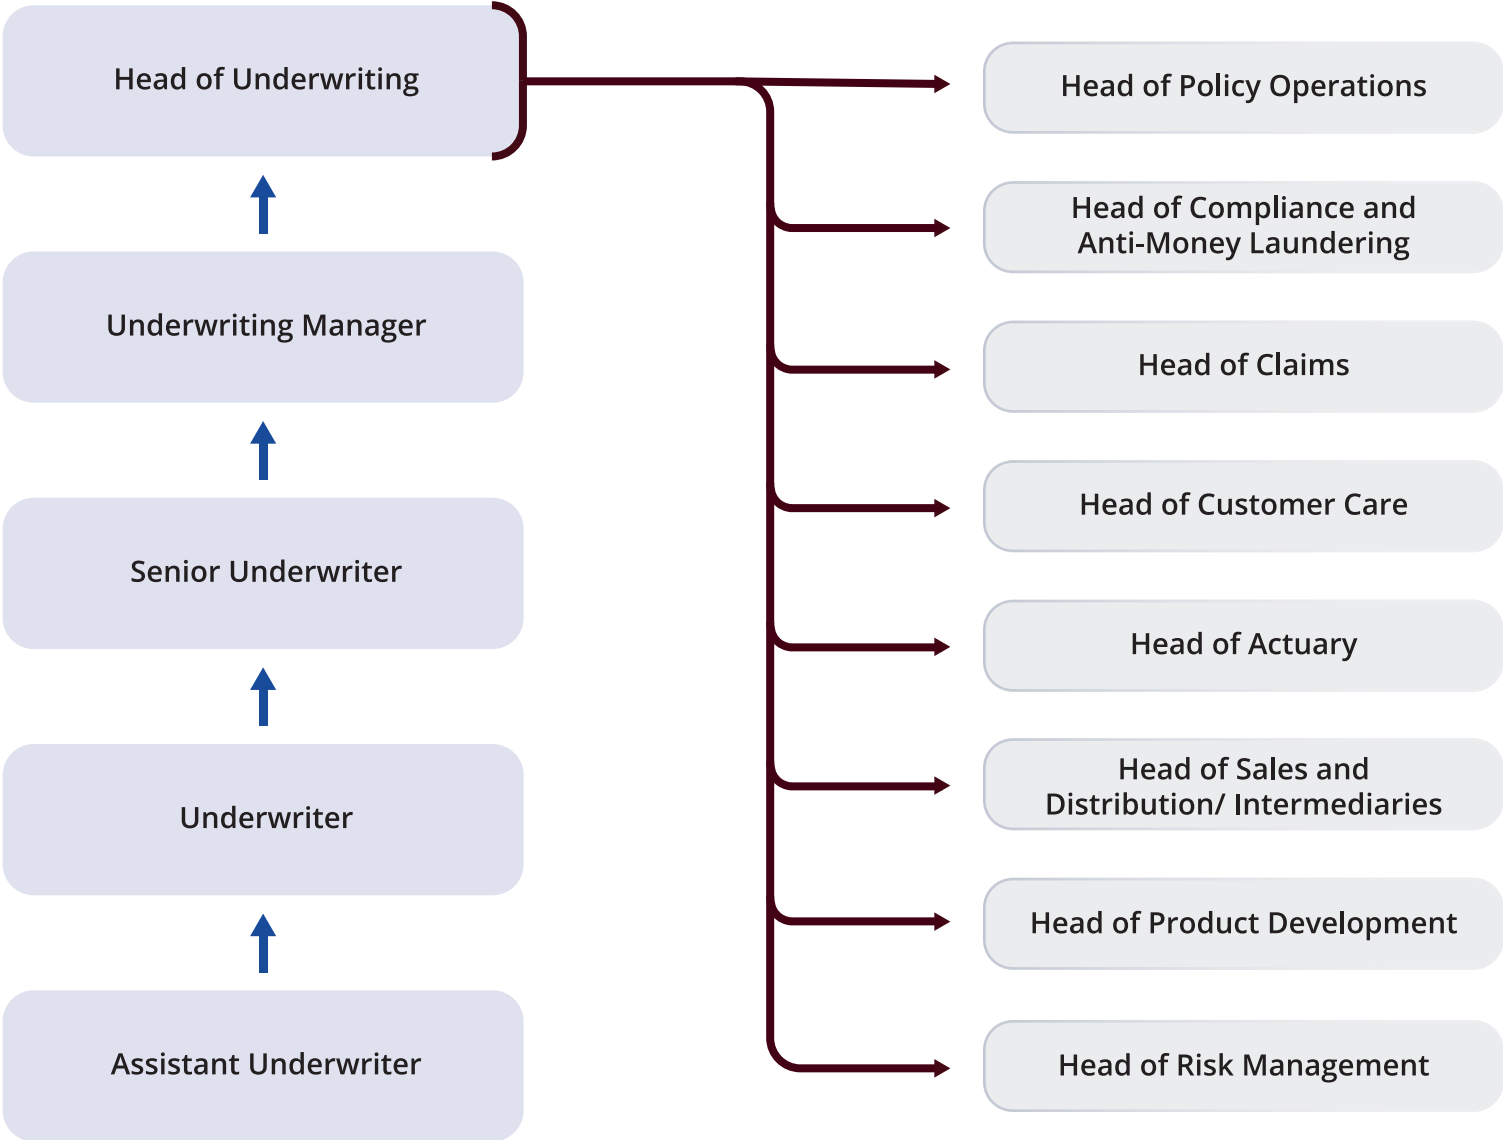 Head of Underwriting
Underwriting Manager
Senior Underwriter
Underwriter
Assistant Underwriter
Head of Policy Operations
Head of Compliance and
Anti-Money Laundering
Head of Claims
Head of Customer Care
Head of Actuary
Head of Sales and
Distribution/ Intermediaries
Head of Product Development
Head of Risk Management